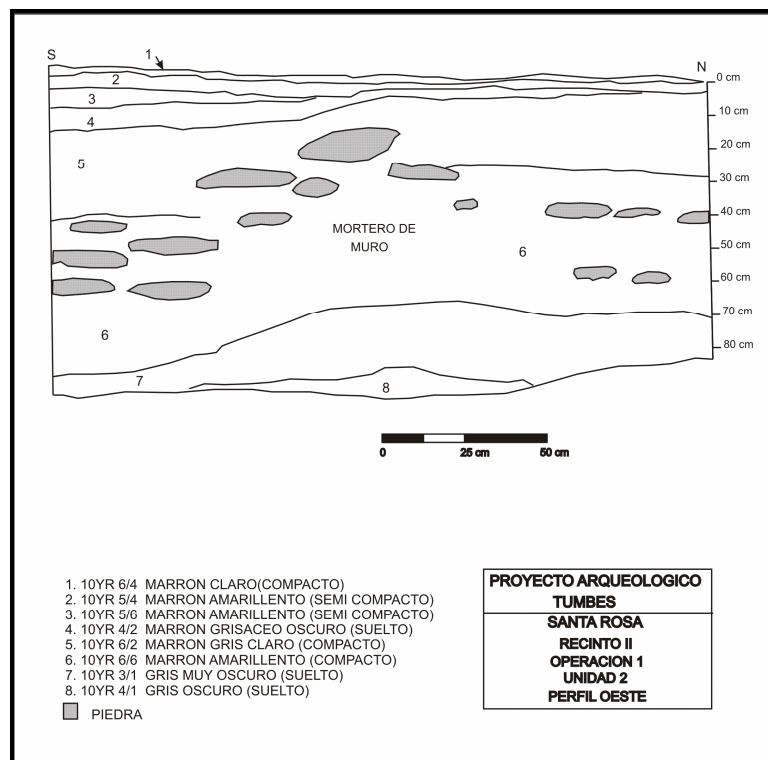 S
1
N
2
0 cm
3
10 cm
4
20 cm
5
30 cm
40 cm
MORTERO DE
MURO
50 cm
6
60 cm
70 cm
6
80 cm
7
8
0 25 cm 50 cm
1. 10YR 6/4 MARRON CLARO(COMPACTO)
2. 10YR 5/4 MARRON AMARILLENTO (SEMI COMPACTO)
3. 10YR 5/6 MARRON AMARILLENTO (SEMI COMPACTO)
4. 10YR 4/2 MARRON GRISACEO OSCURO (SUELTO)
5. 10YR 6/2 MARRON GRIS CLARO (COMPACTO)
6. 10YR 6/6 MARRON AMARILLENTO (COMPACTO)
7. 10YR 3/1 GRIS MUY OSCURO (SUELTO)
8. 10YR 4/1 GRIS OSCURO (SUELTO)
PIEDRA
PROYECTO ARQUEOLOGICO
TUMBES
SANTA ROSA
RECINTO II
OPERACION 1
UNIDAD 2
PERFIL OESTE